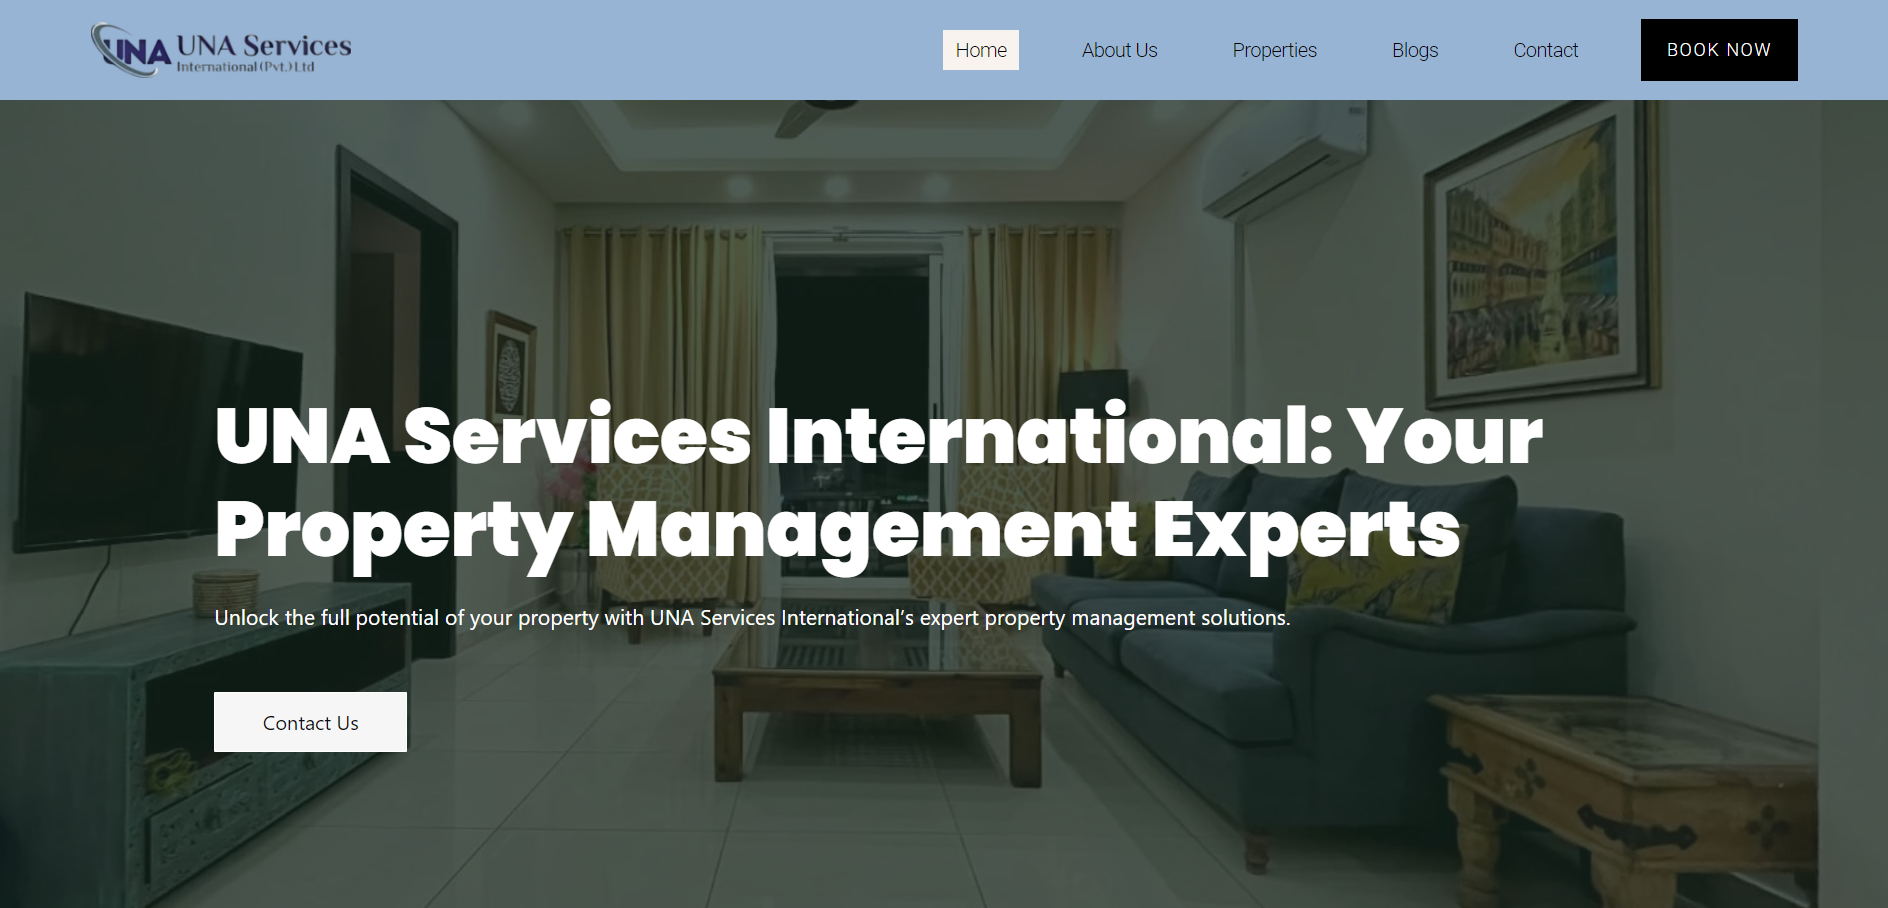 UNA UNA Services
International (Pvt.) Ltd
Home About Us Properties Blogs Contact BOOK NOW
UNA Services International: Your
Property Management Experts
Unlock the full potential of your property with UNA Services International’s expert property management solutions.
Contact Us